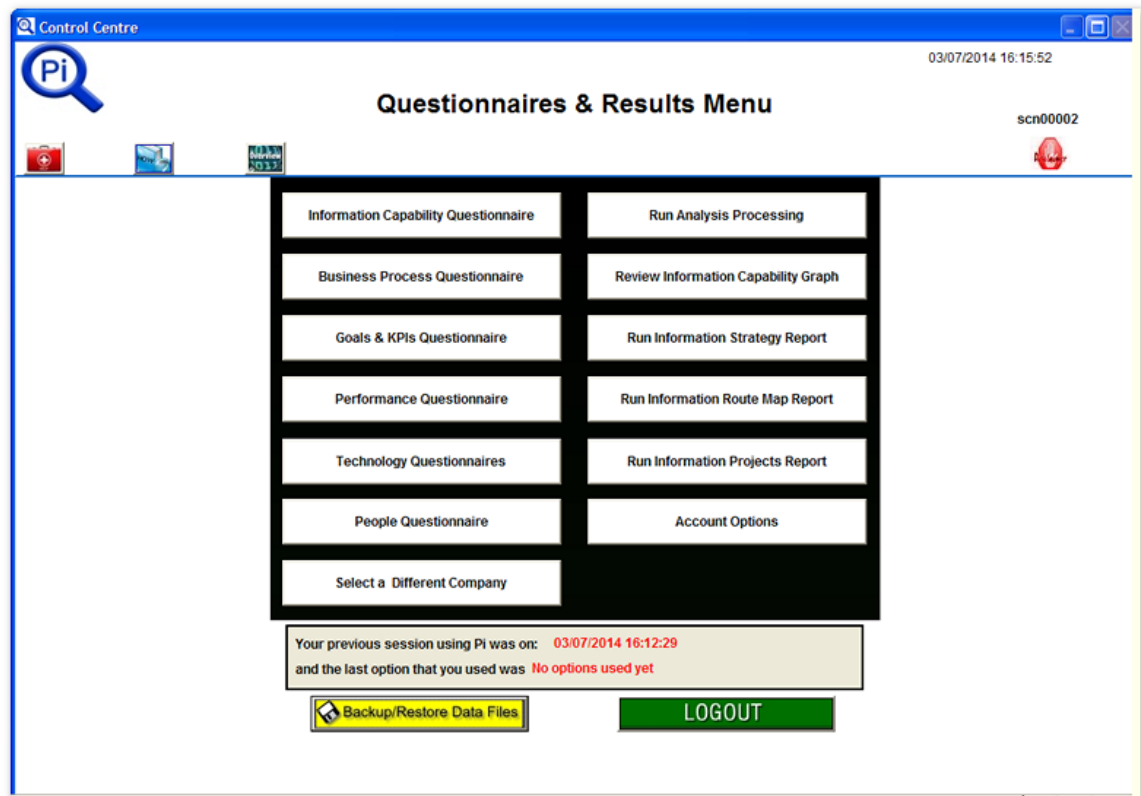 Control Centre
Pi
03/07/2014 16:15:52
Questionnaires & Results Menu
scn00002
Overview
Information Capability Questionnaire
Run Analysis Processing
Business Process Questionnaire
Review Information Capability Graph
Goals & KPIs Questionnaire
Run Information Strategy Report
Performance Questionnaire
Run Information Route Map Report
Technology Questionnaires
Run Information Projects Report
People Questionnaire
Account Options
Select a Different Company
Your previous session using Pi was on: 03/07/2014 16:12:29
and the last option that you used was No options used yet
Backup/Restore Data Files
LOGOUT